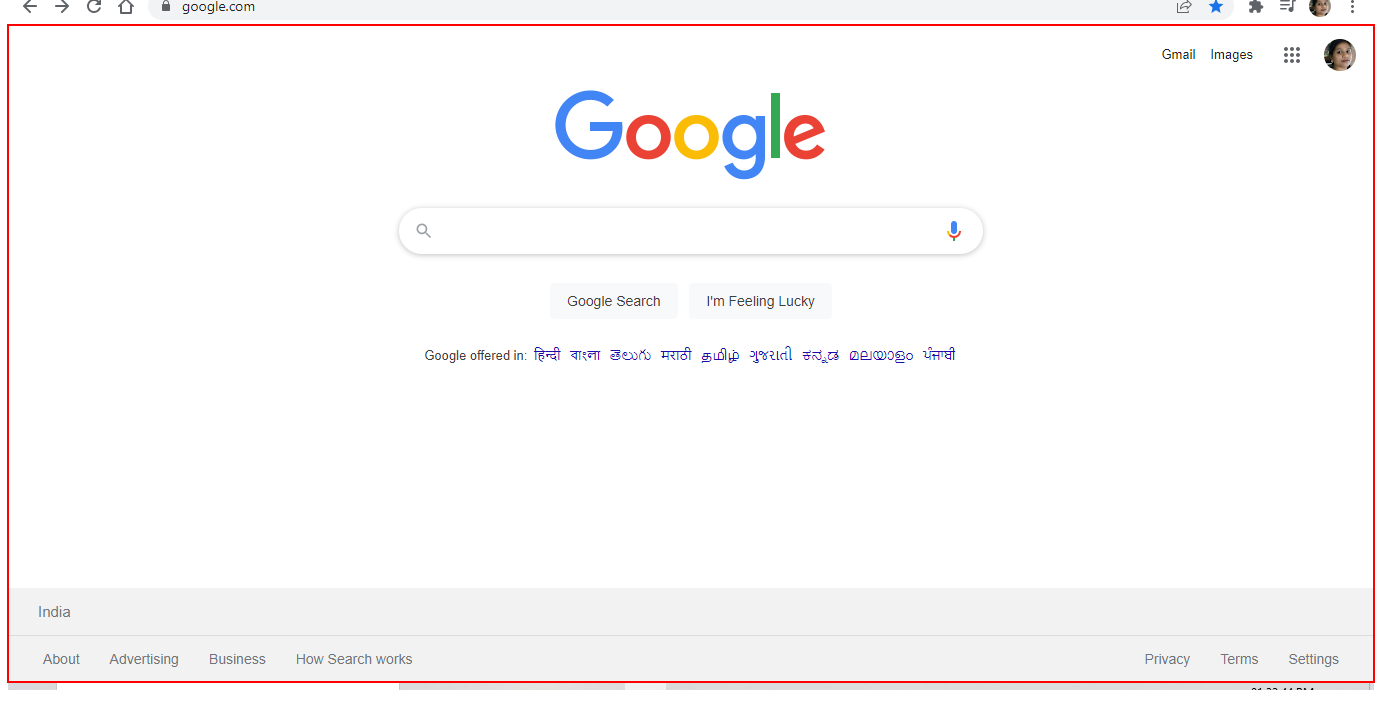 google.com
Gmail Images
Google
Google Search I'm Feeling Lucky
Google offered in: हिन्दी বাংলা తెలుగు मराठी தமிழ் ગુજરાતી ಕನ್ನಡ മലയാളം ਪੰਜਾਬੀ
India
About Advertising Business How Search works Privacy Terms Settings